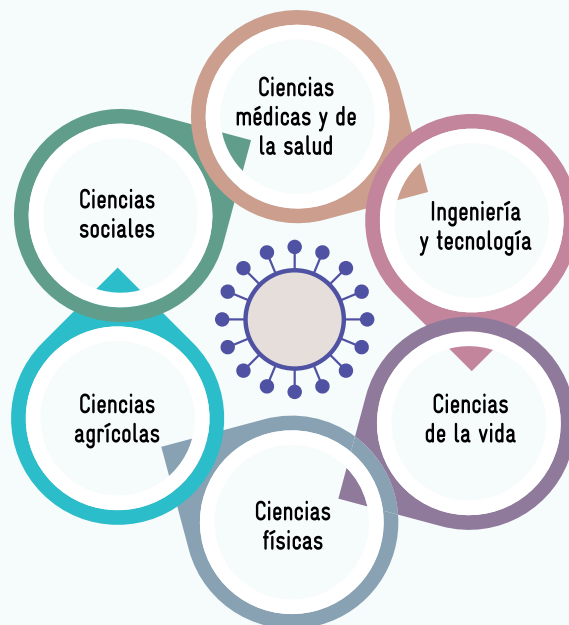 Ciencias
médicas y de
la salud
Ingeniería
y tecnología
Ciencias
de la vida
Ciencias
físicas
Ciencias
agrícolas
Ciencias
sociales